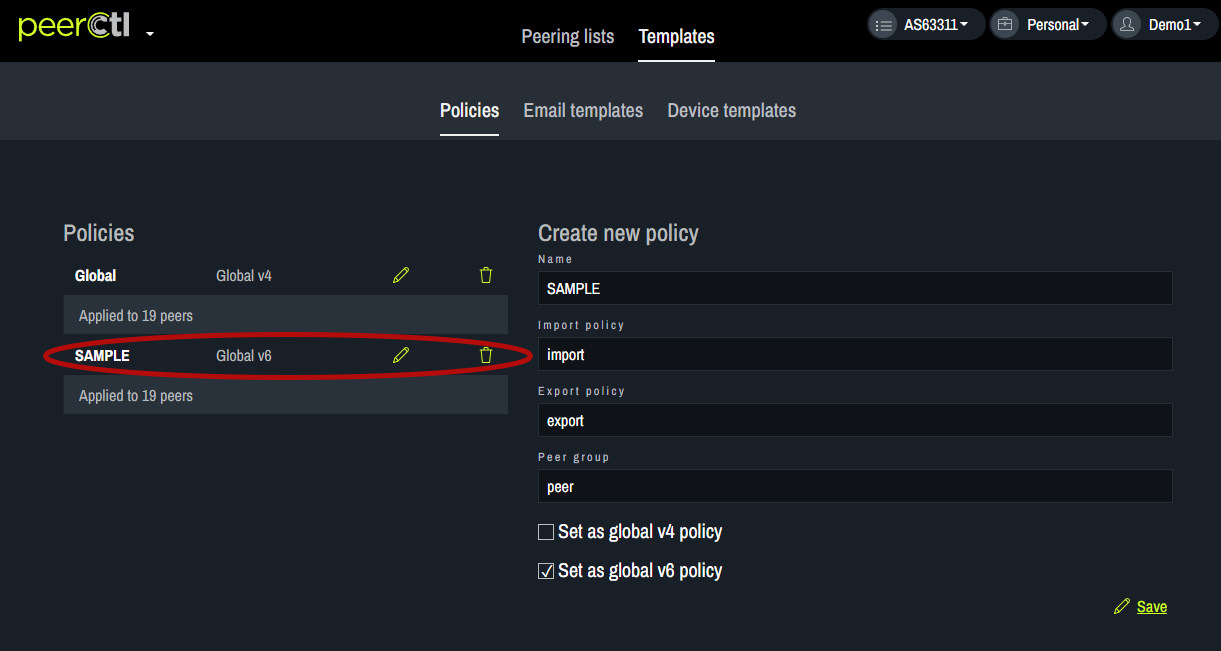 peerCtl
Peering lists
Templates
AS63311
Personal
Demo1
Policies
Email templates
Device templates
Policies
Global
Global v4
Applied to 19 peers
SAMPLE
Global v6
Applied to 19 peers
Create new policy
Name
SAMPLE
Import policy
import
Export policy
export
Peer group
peer
Set as global v4 policy
Set as global v6 policy
Save